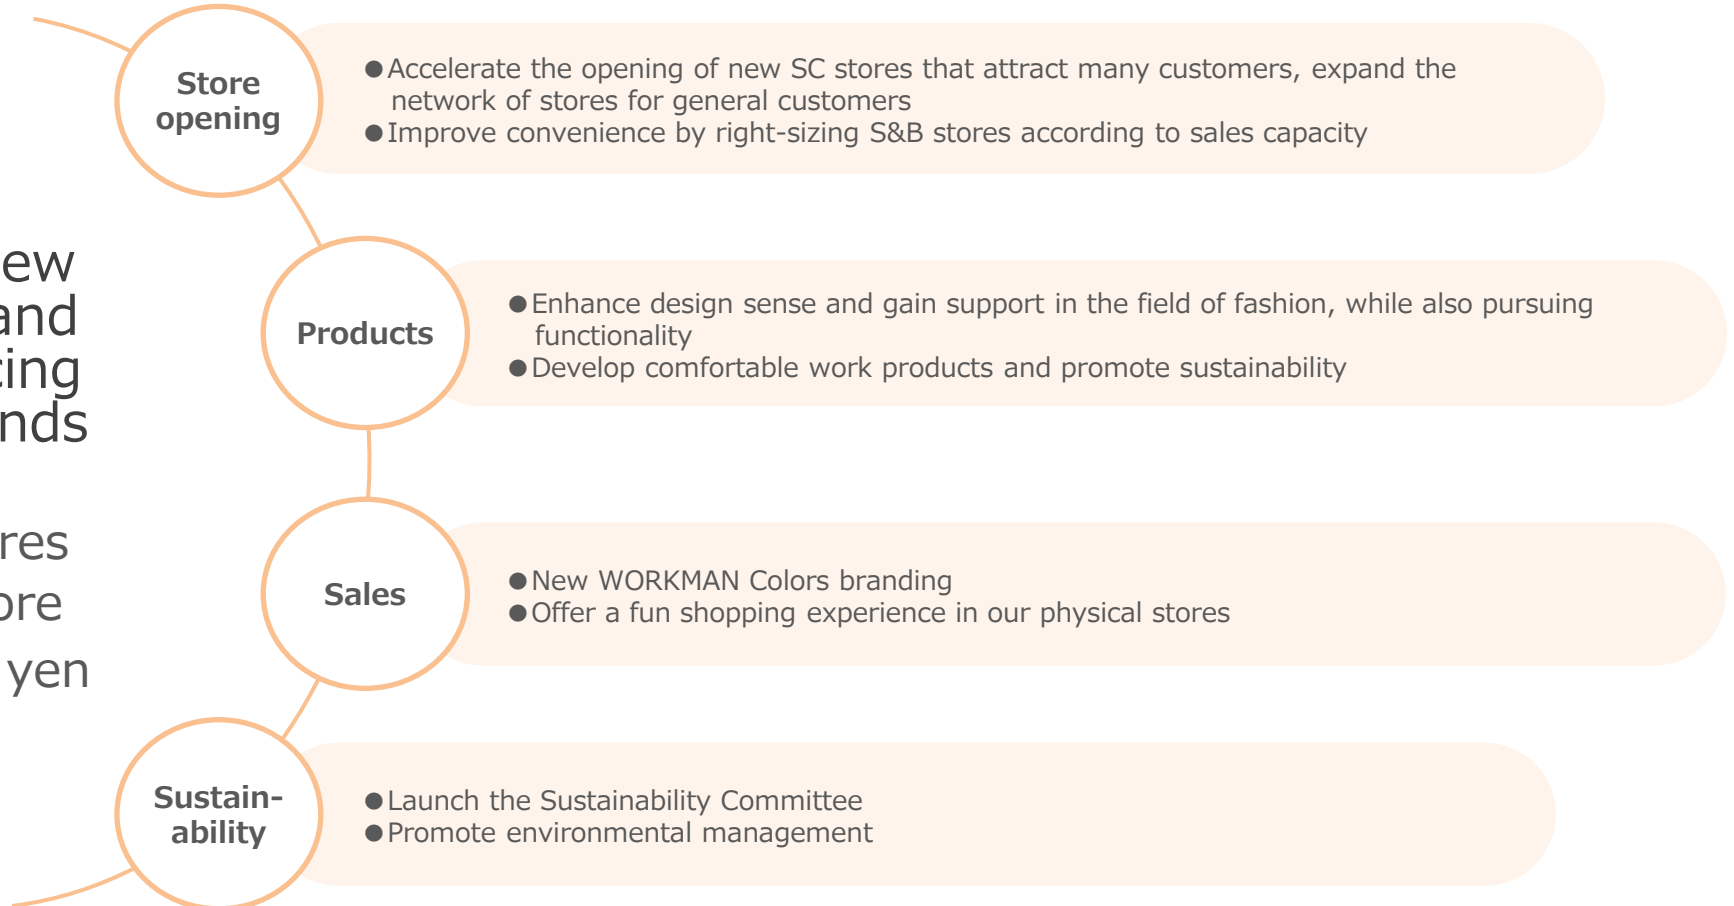 Store
opening
●Accelerate the opening of new SC stores that attract many customers, expand the
network of stores for general customers
●Improve convenience by right-sizing S&B stores according to sales capacity
ew
and
cing
nds
res
ore
yen
Products
●Enhance design sense and gain support in the field of fashion, while also pursuing
functionality
●Develop comfortable work products and promote sustainability
Sales
●New WORKMAN Colors branding
●Offer a fun shopping experience in our physical stores
Sustain-
ability
●Launch the Sustainability Committee
●Promote environmental management